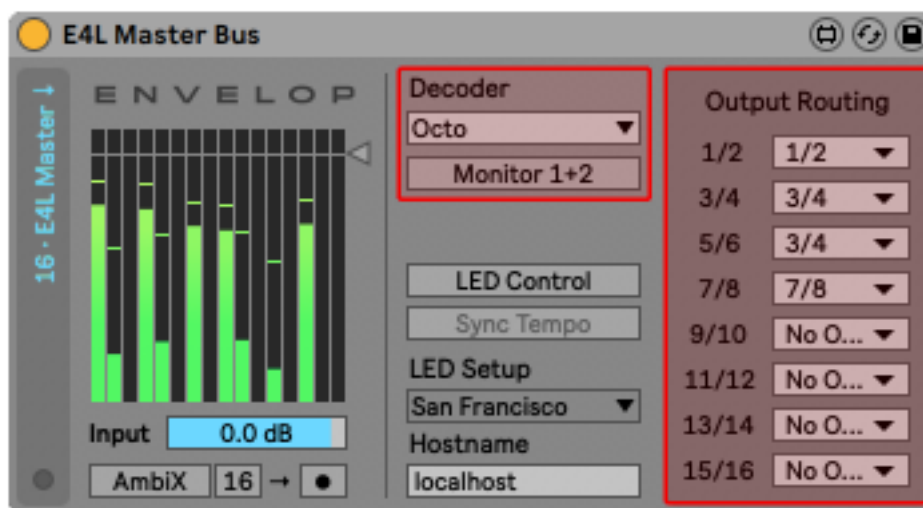 E4L Master Bus
16 · E4L Master ↓
ENVELOP
Input 0.0 dB
AmbiX 16 → ●
Decoder
Octo
Monitor 1+2
LED Control
Sync Tempo
LED Setup
San Francisco
Hostname
localhost
Output Routing
1/2 1/2
3/4 3/4
5/6 3/4
7/8 7/8
9/10 No O...
11/12 No O...
13/14 No O...
15/16 No O...